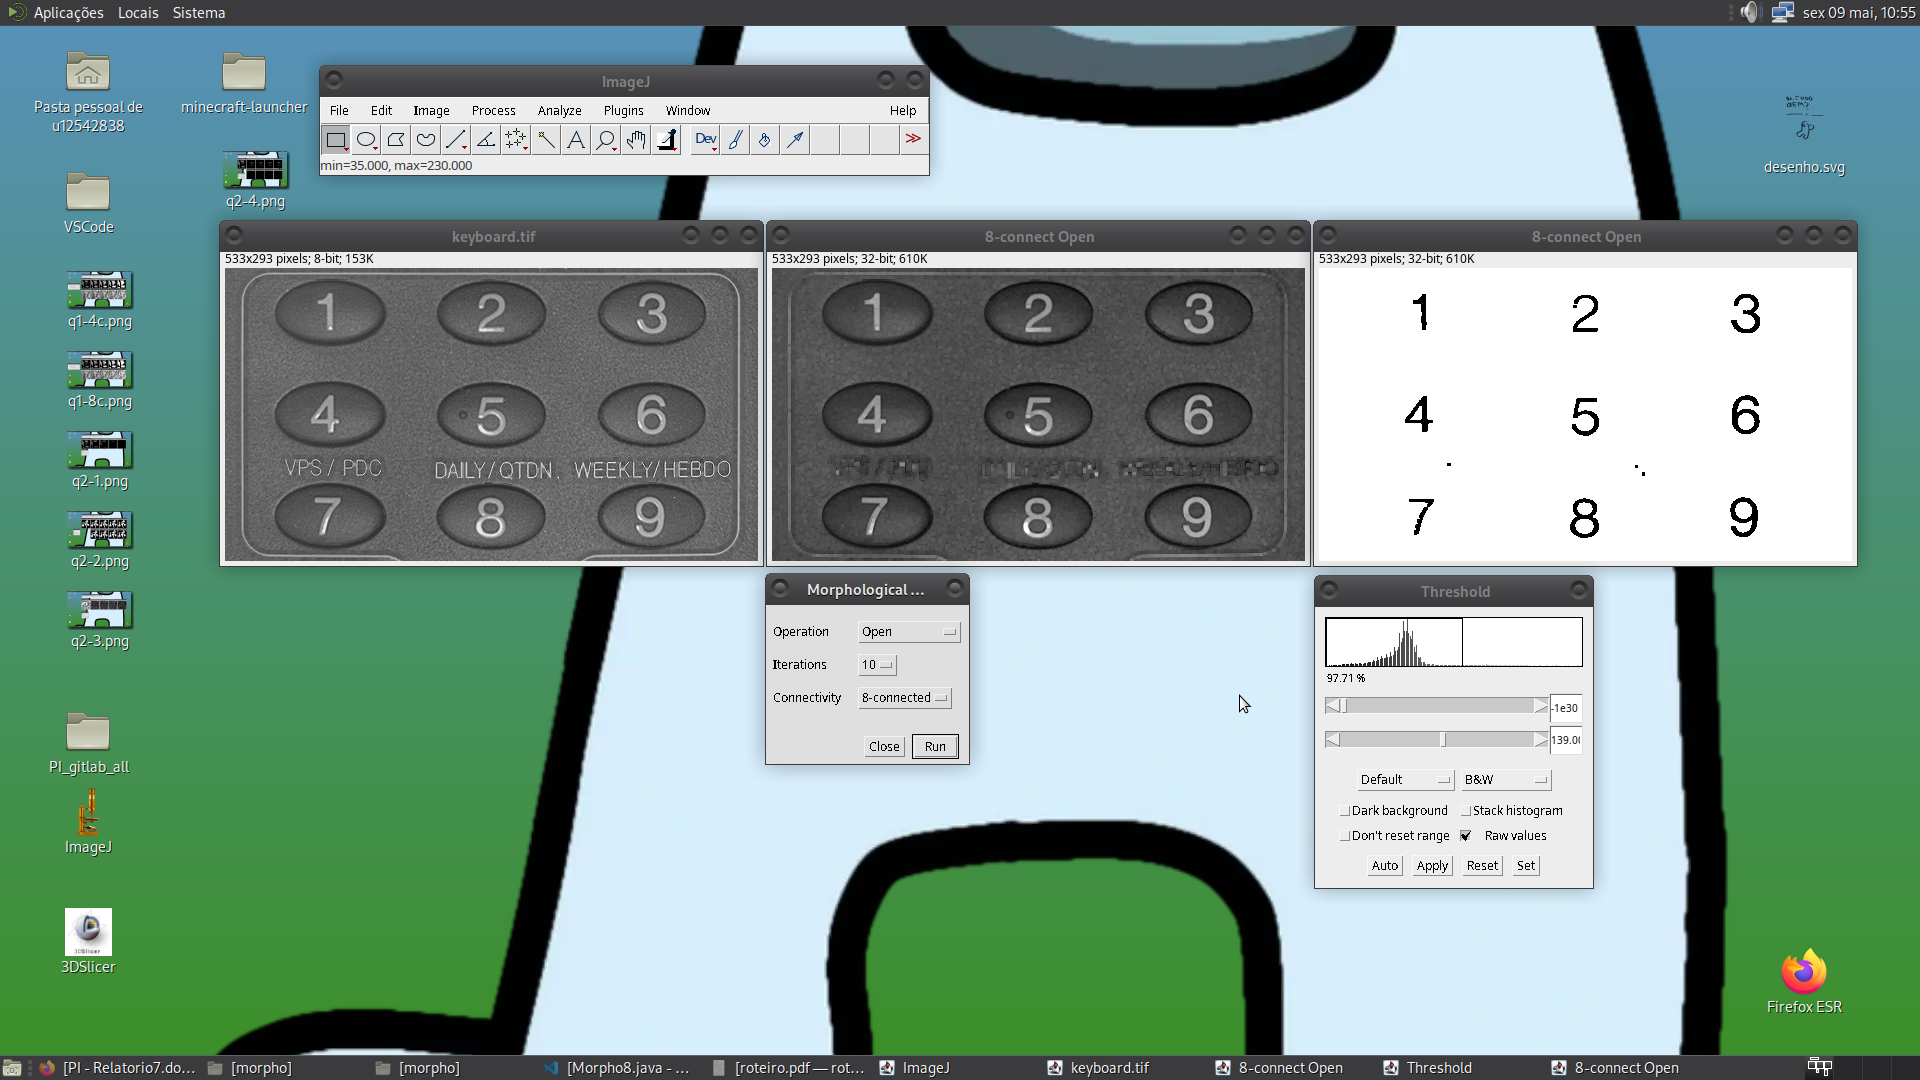 Aplicações Locais Sistema
sex 09 mai, 10:55
Pasta pessoal de
u12542838
minecraft-launcher
q2-4.png
VSCode
q1-4c.png
q1-8c.png
q2-1.png
q2-2.png
q2-3.png
PI_gitlab_all
ImageJ
3DSlicer
3DSlicer
desenho.svg
Firefox ESR
ImageJ
File Edit Image Process Analyze Plugins Window Help
A Dev >>
min=35.000, max=230.000
keyboard.tif
533x293 pixels; 8-bit; 153K
1 2 3
4 5 6
VPS / PDC DAILY/QTDN. WEEKLY/HEBDO
7 8 9
8-connect Open
533x293 pixels; 32-bit; 610K
1 2 3
4 5 6
7 8 9
8-connect Open
533x293 pixels; 32-bit; 610K
1 2 3
4 5 6
7 8 9
Morphological ...
Operation Open
Iterations 10
Connectivity 8-connected
Close Run
Threshold
97.71 %
-1e30
Default B&W
Dark background Stack histogram
Don't reset range Raw values
Auto Apply Reset Set
[PI - Relatorio7.do... [morpho] [morpho] [Morpho8.java - ... [roteiro.pdf — rot... ImageJ keyboard.tif 8-connect Open Threshold 8-connect Open